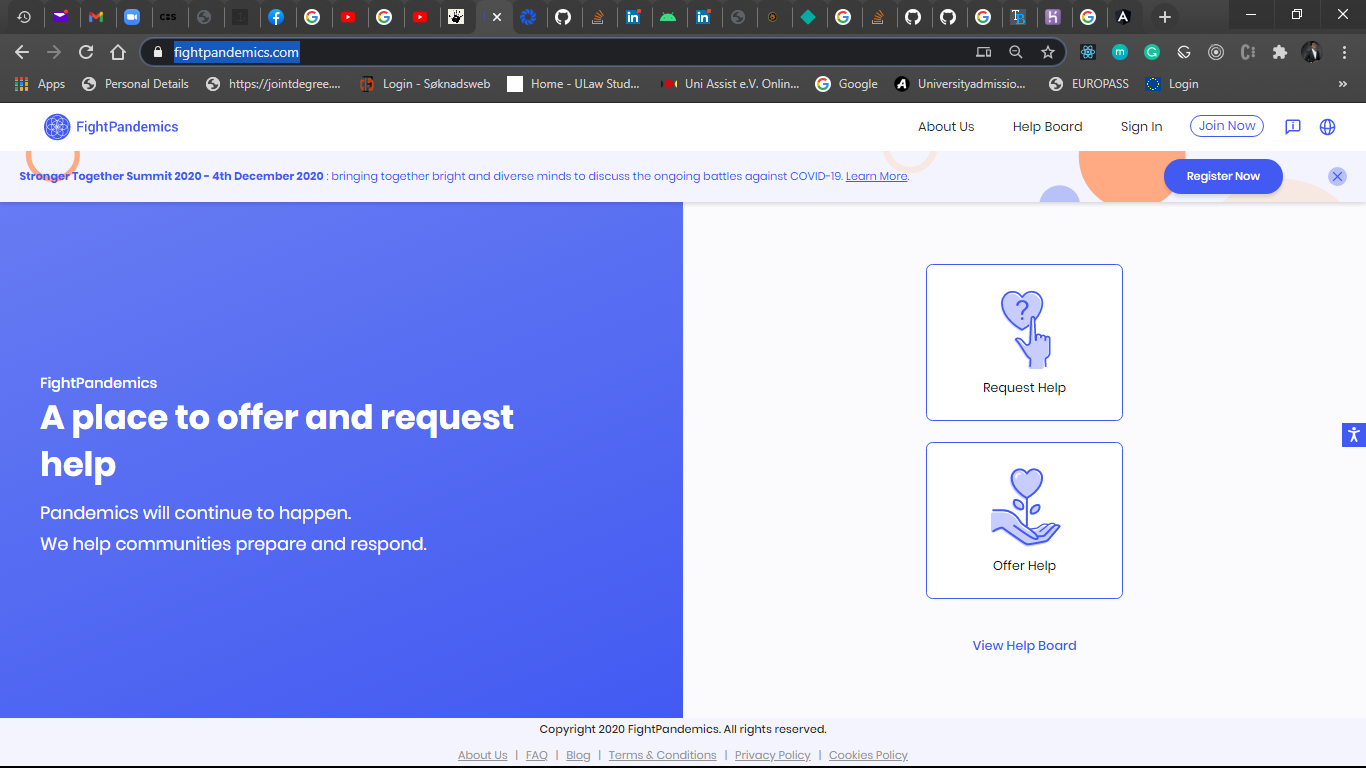 CSS
fightpandemics.com
Apps
Personal Details
https://jointdegree....
Login - Søknadsweb
Home - ULaw Stud...
Uni Assist e.V. Onlin...
Google
Universityadmissio...
EUROPASS
Login
»
FightPandemics
About Us
Help Board
Sign In
Join Now
Stronger Together Summit 2020 - 4th December 2020 : bringing together bright and diverse minds to discuss the ongoing battles against COVID-19. Learn More.
Register Now
FightPandemics
A place to offer and request
help
Pandemics will continue to happen.
We help communities prepare and respond.
?
Request Help
Offer Help
View Help Board
Copyright 2020 FightPandemics. All rights reserved.
About Us | FAQ | Blog | Terms & Conditions | Privacy Policy | Cookies Policy